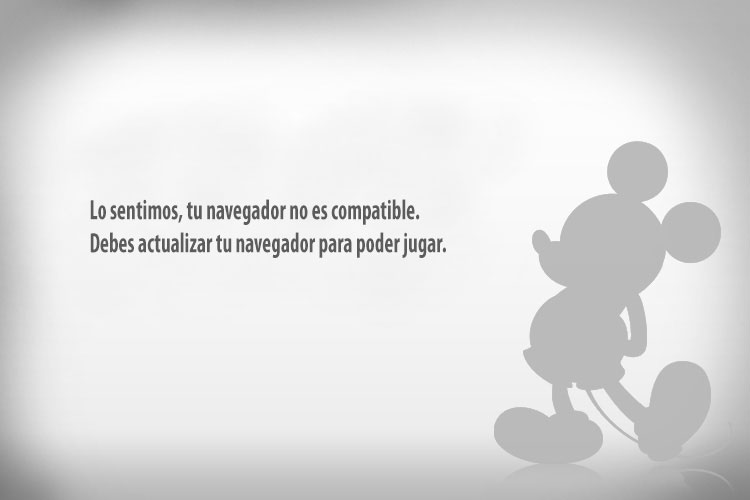 Lo sentimos, tu navegador no es compatible.
Debes actualizar tu navegador para poder jugar.